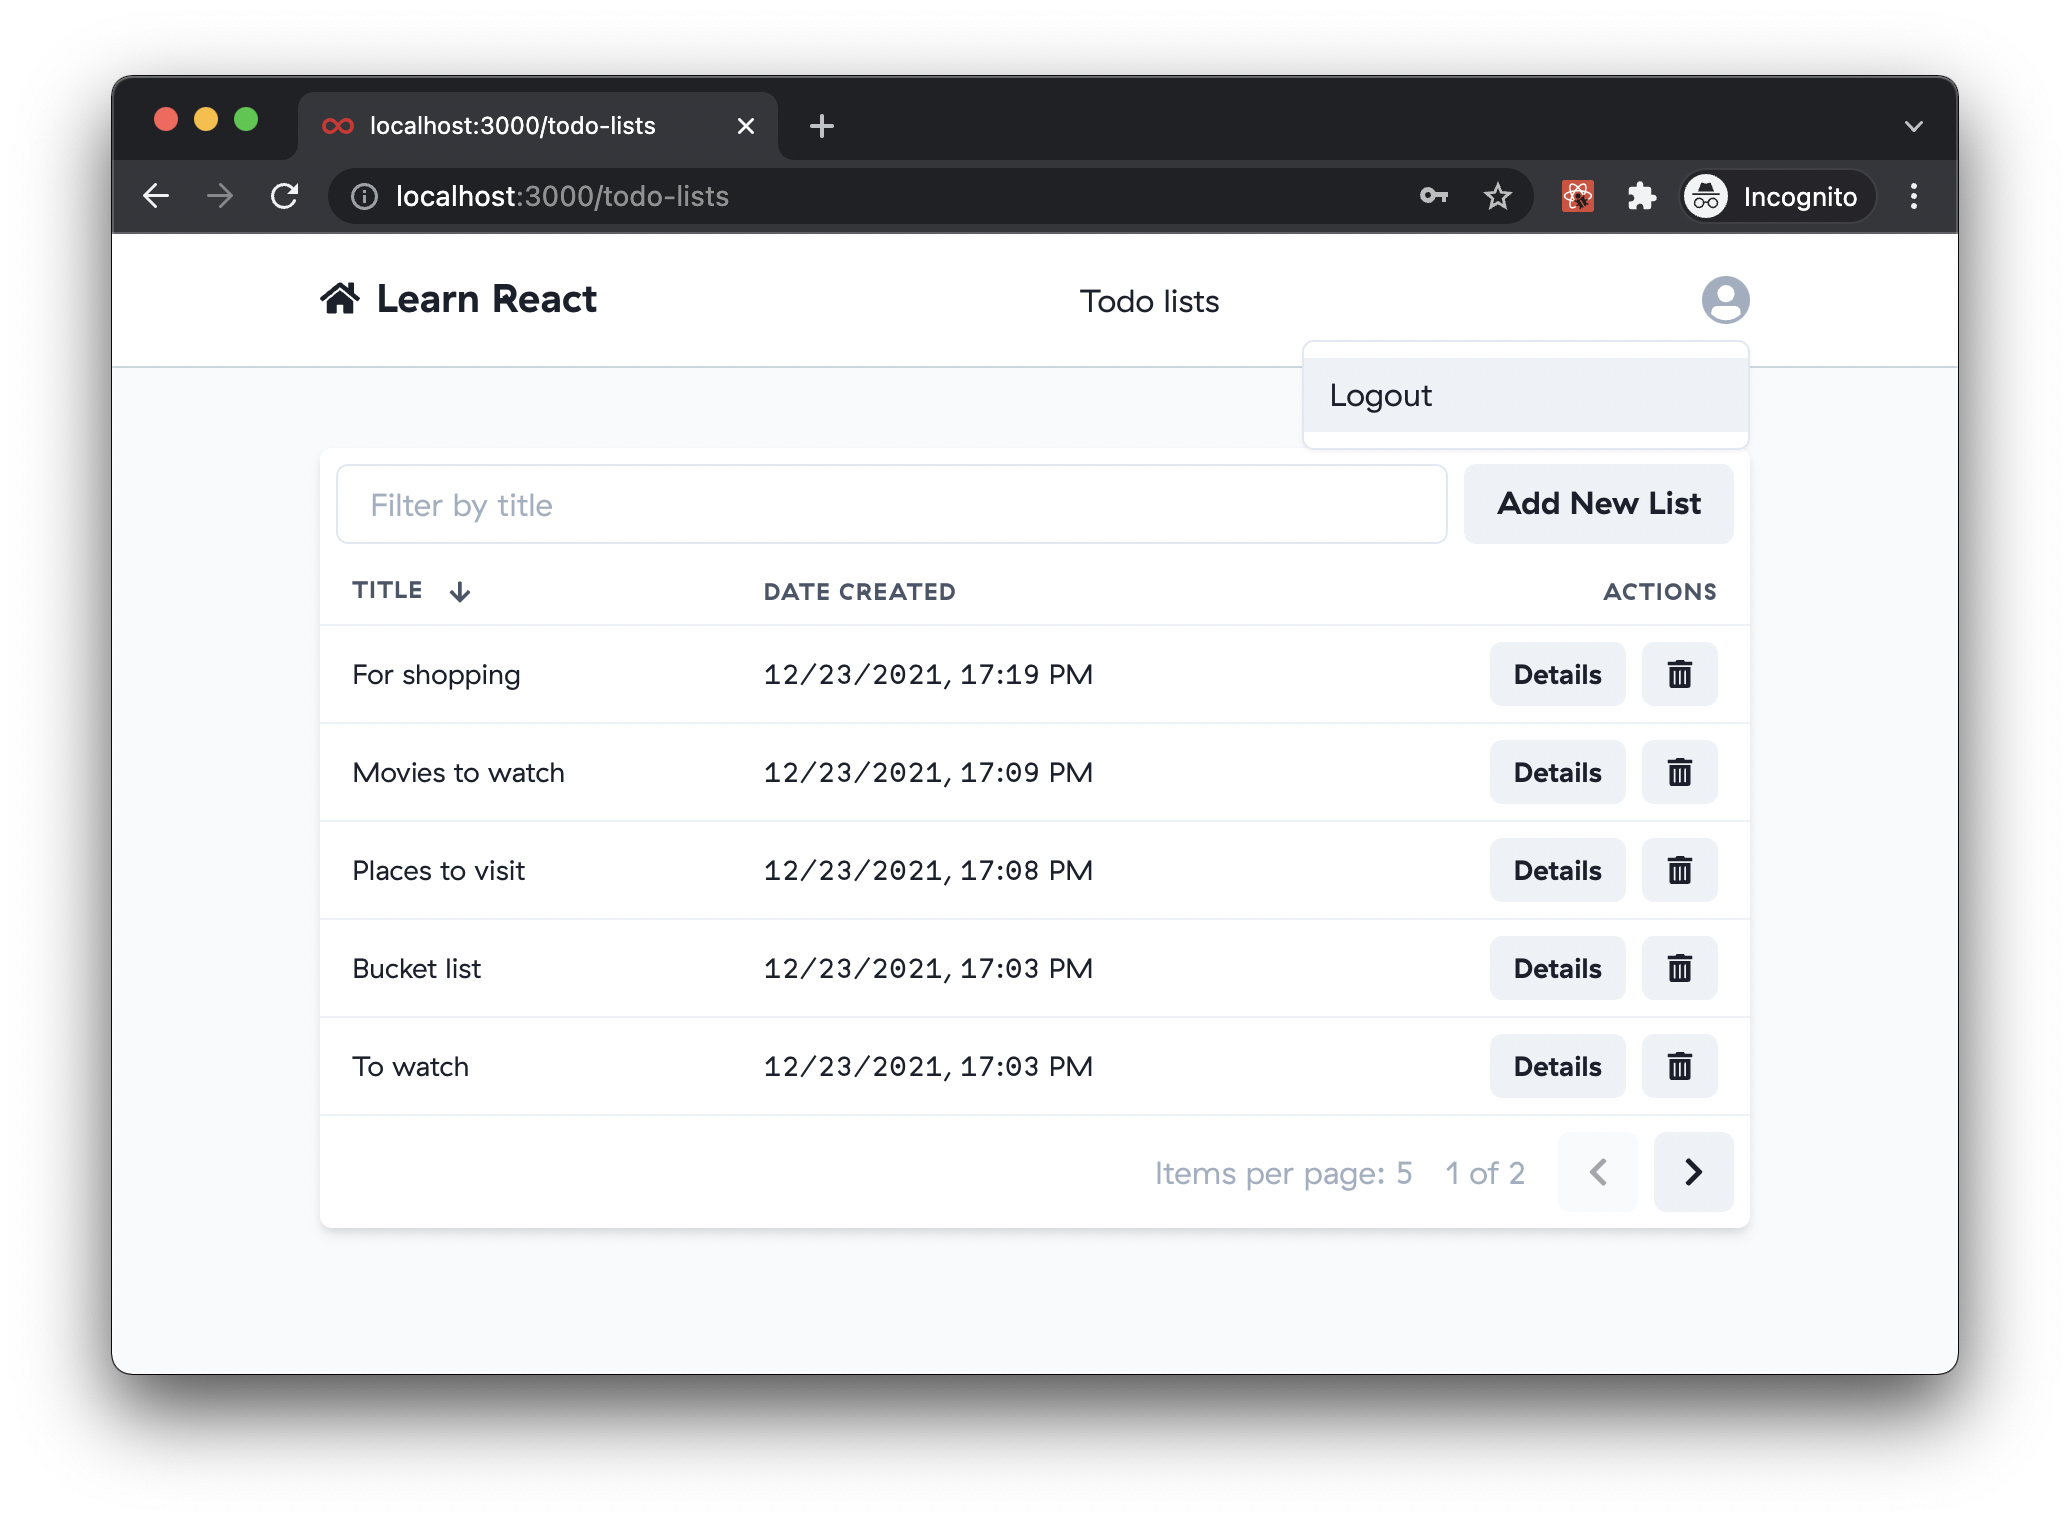 localhost:3000/todo-lists
localhost:3000/todo-lists
Incognito
Learn React
Todo lists
Logout
Filter by title
Add New List
TITLE
DATE CREATED
ACTIONS
For shopping
12/23/2021, 17:19 PM
Details
Movies to watch
12/23/2021, 17:09 PM
Details
Places to visit
12/23/2021, 17:08 PM
Details
Bucket list
12/23/2021, 17:03 PM
Details
To watch
12/23/2021, 17:03 PM
Details
Items per page: 5
1 of 2